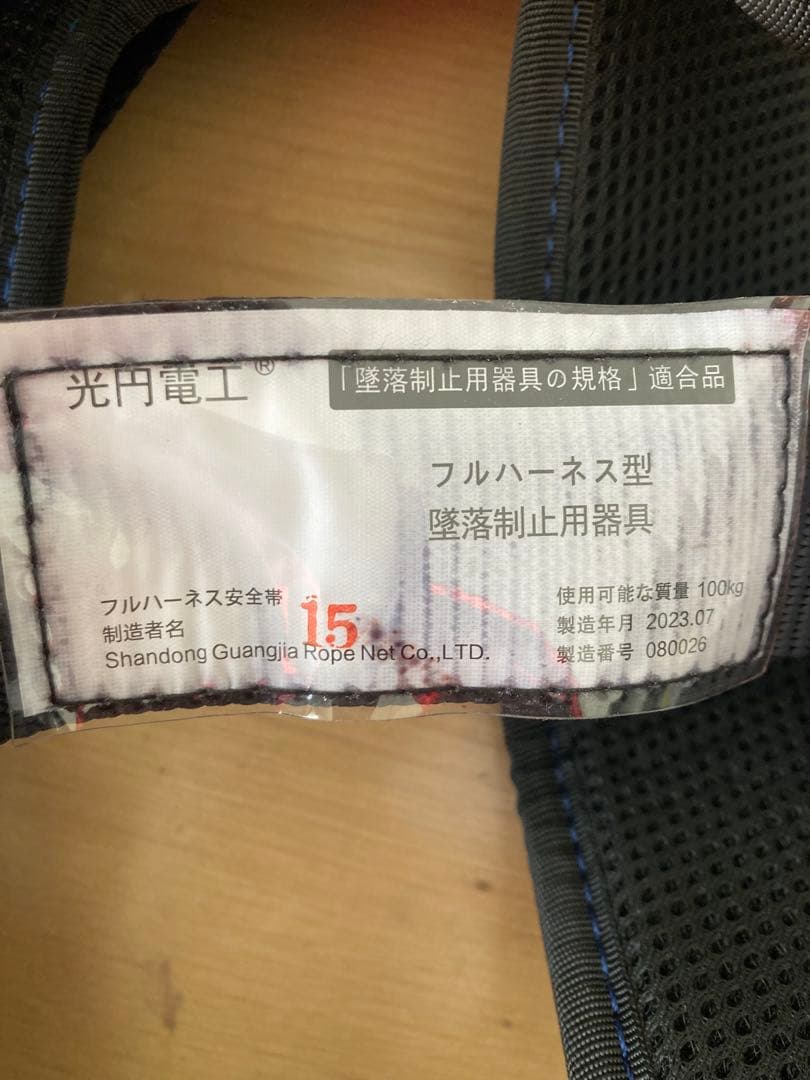 光円電工®
「墜落制止用器具の規格」適合品
フルハーネス型
墜落制止用器具
フルハーネス安全帯
制造者名
15
Shandong Guangjia Rope Net Co.,LTD.
使用可能な質量 100kg
製造年月 2023.07
製造番号 080026